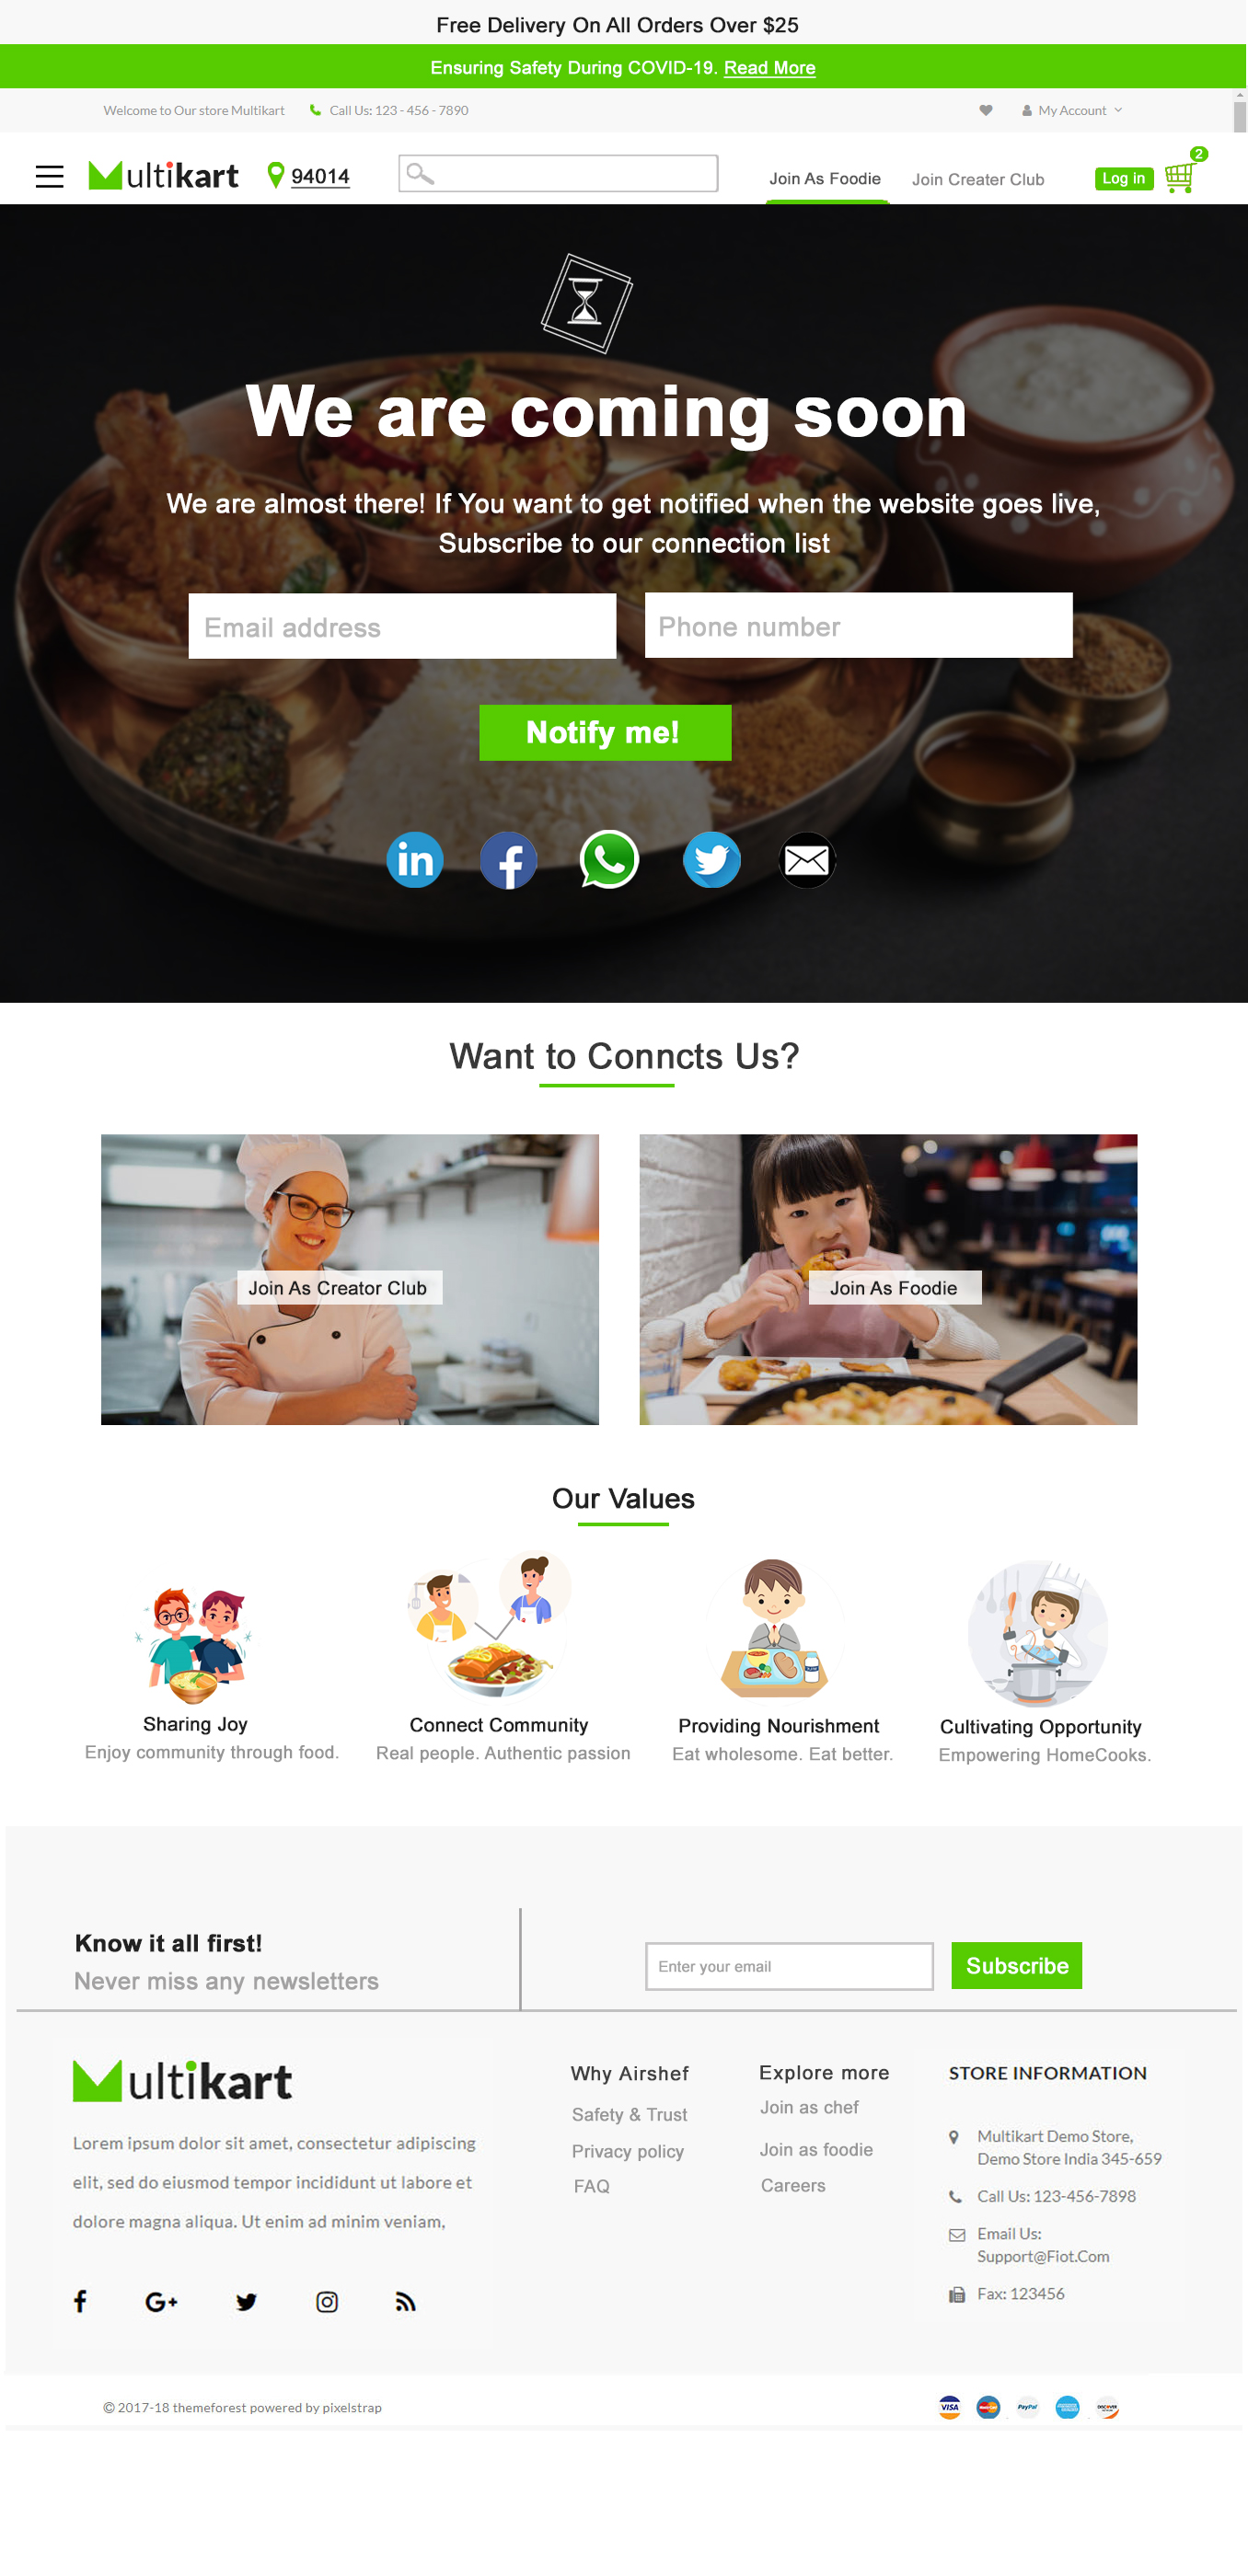 Free Delivery On All Orders Over $25
Ensuring Safety During COVID-19. Read More
Welcome to Our store Multikart Call Us: 123 - 456 - 7890 My Account
Multikart 94014 Join As Foodie Join Creater Club Log in 2
We are coming soon
We are almost there! If You want to get notified when the website goes live,
Subscribe to our connection list
Email address Phone number
Notify me!
in f
Want to Conncts Us?
Join As Creator Club Join As Foodie
Our Values
Sharing Joy Connect Community Providing Nourishment Cultivating Opportunity
Enjoy community through food. Real people. Authentic passion Eat wholesome. Eat better. Empowering HomeCooks.
Know it all first!
Never miss any newsletters
Enter your email Subscribe
Multikart
Lorem ipsum dolor sit amet, consectetur adipiscing
elit, sed do eiusmod tempor incididunt ut labore et
dolore magna aliqua. Ut enim ad minim veniam,
f G+
Why Airshef
Safety & Trust
Privacy policy
FAQ
Explore more
Join as chef
Join as foodie
Careers
STORE INFORMATION
Multikart Demo Store,
Demo Store India 345-659
Call Us: 123-456-7898
Email Us:
Support@Fiot.Com
Fax: 123456
© 2017-18 themeforest powered by pixelstrap
VISA MasterCard PayPal DISCOVER